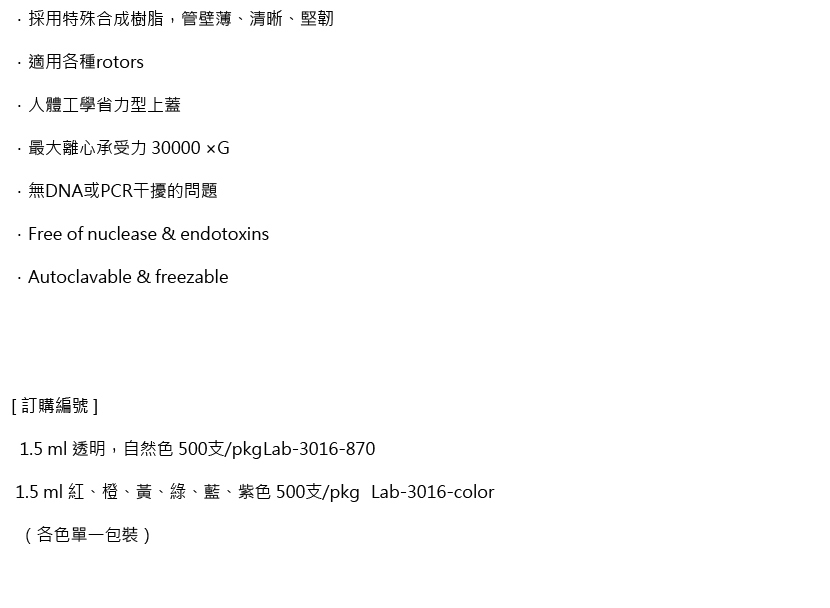 ．採用特殊合成樹脂，管壁薄、清晰、堅韌
．適用各種rotors
．人體工學省力型上蓋
．最大離心承受力 30000 ×G
．無DNA或PCR干擾的問題
．Free of nuclease & endotoxins
．Autoclavable & freezable
[ 訂購編號 ]
1.5 ml 透明，自然色 500支/pkgLab-3016-870
1.5 ml 紅、橙、黃、綠、藍、紫色 500支/pkg Lab-3016-color
( 各色單一包裝 )